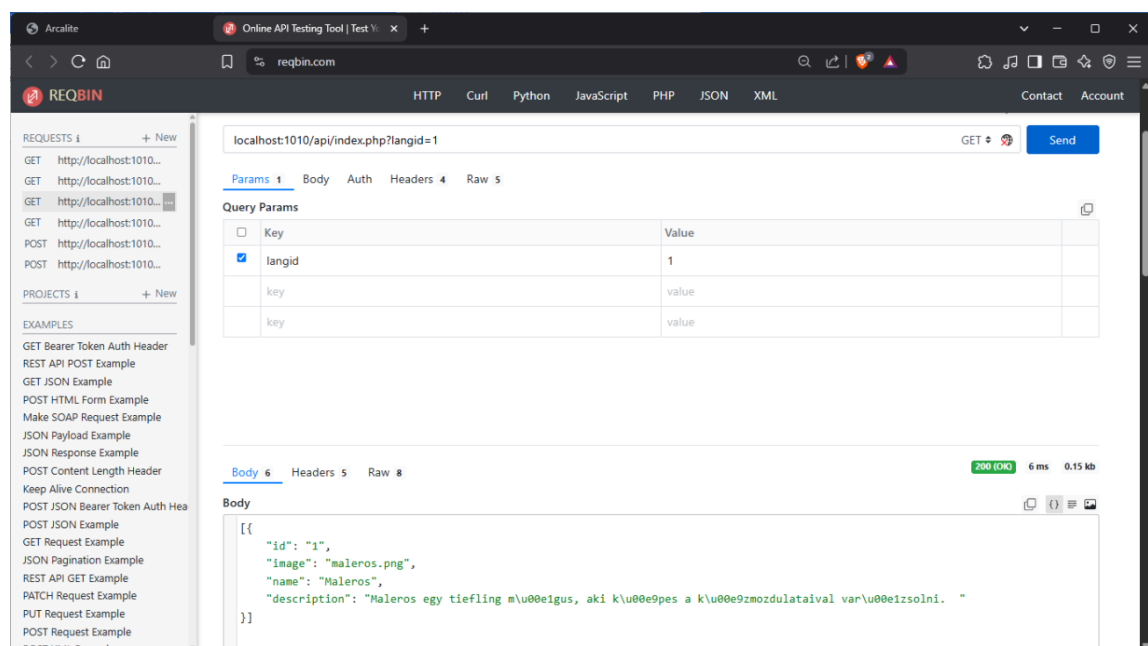 Arcalite
Online API Testing Tool | Test Yo
reqbin.com
2
REQBIN
HTTP Curl Python JavaScript PHP JSON XML
Contact Account
REQUESTS i + New
GET http://localhost:1010...
GET http://localhost:1010...
GET http://localhost:1010... ...
GET http://localhost:1010...
POST http://localhost:1010...
POST http://localhost:1010...
PROJECTS i + New
EXAMPLES
GET Bearer Token Auth Header
REST API POST Example
GET JSON Example
POST HTML Form Example
Make SOAP Request Example
JSON Payload Example
JSON Response Example
POST Content Length Header
Keep Alive Connection
POST JSON Bearer Token Auth Hea
POST JSON Example
GET Request Example
JSON Pagination Example
REST API GET Example
PATCH Request Example
PUT Request Example
POST Request Example
localhost:1010/api/index.php?langid=1
GET
Send
Params 1 Body Auth Headers 4 Raw 5
Query Params
Key Value
langid 1
key value
key value
Body 6 Headers 5 Raw 8
200 (OK) 6 ms 0.15 kb
Body
{}
[{
"id": "1",
"image": "maleros.png",
"name": "Maleros",
"description": "Maleros egy tiefling m\u00e1gus, aki k\u00e9pes a k\u00e9zmozdulataival var\u00e1zsolni.  "
}]